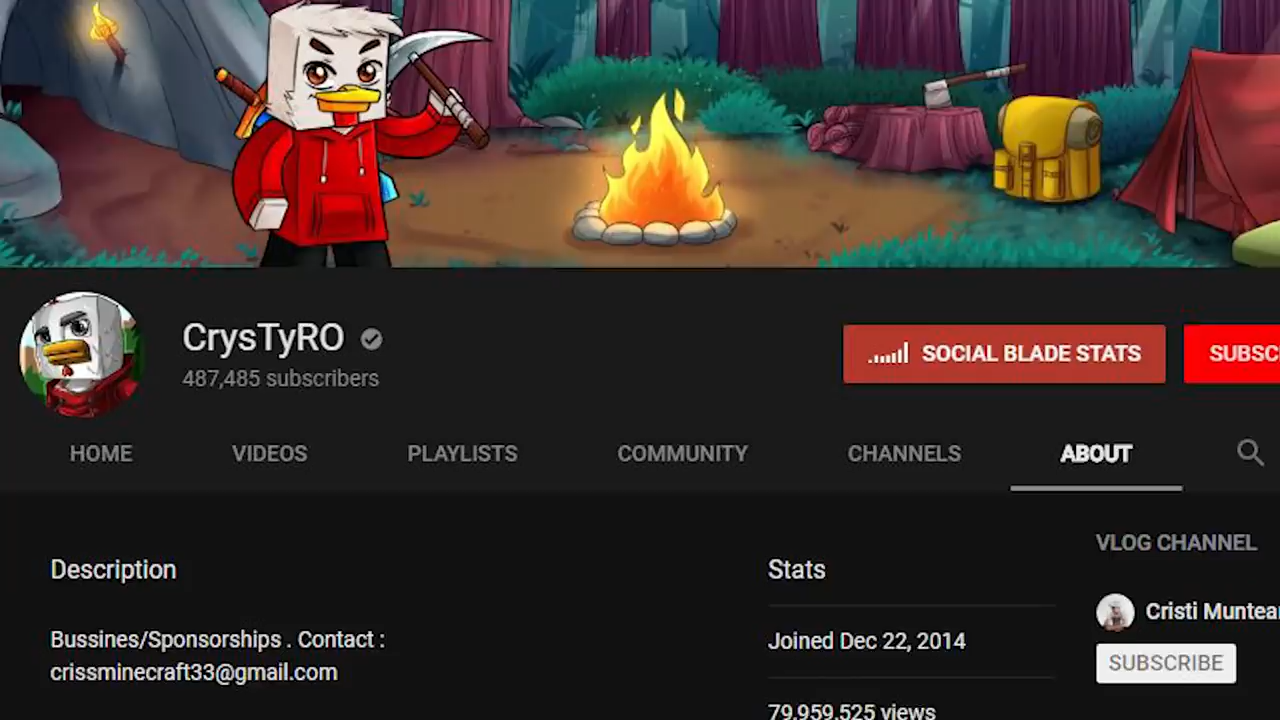 CrysTyRO
487,485 subscribers
SOCIAL BLADE STATS
SUBSC
HOME VIDEOS PLAYLISTS COMMUNITY CHANNELS ABOUT
Description
Bussines/Sponsorships . Contact :
crissminecraft33@gmail.com
Stats
Joined Dec 22, 2014
79,959,525 views
VLOG CHANNEL
Cristi Muntea
SUBSCRIBE